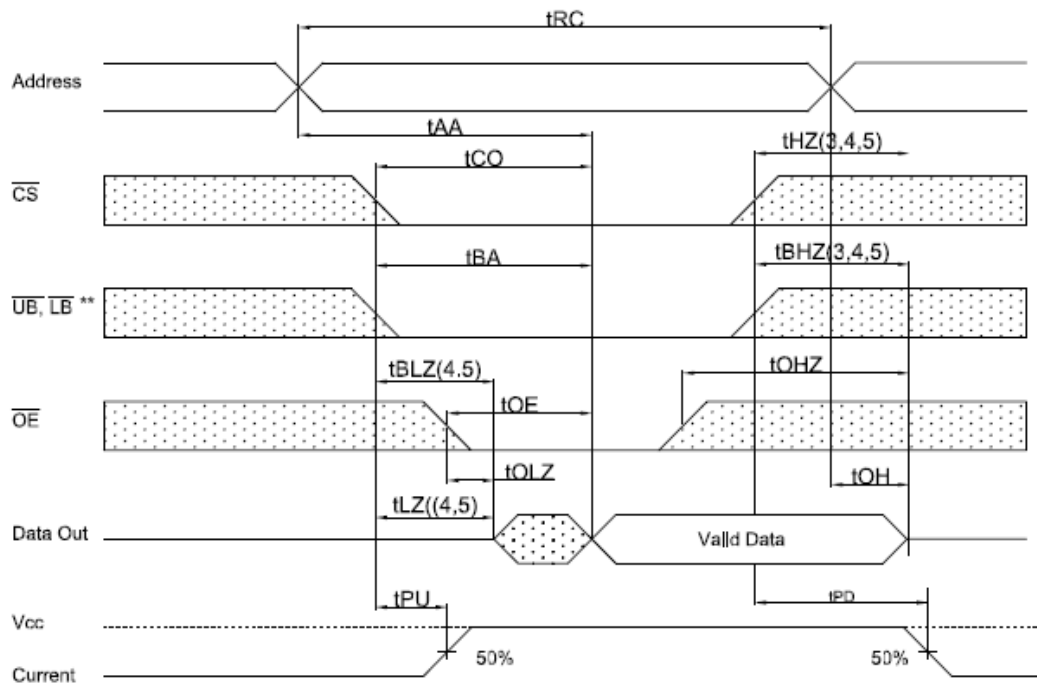 tRC
Address
tAA
tCO
tHZ(3,4,5)
CS
tBA
tBHZ(3,4,5)
UB, LB **
tBLZ(4.5)
tOHZ
OE
tOE
tOLZ
tOH
tLZ((4,5)
Data Out
Valid Data
tPU
tPD
Vcc
50%
50%
Current